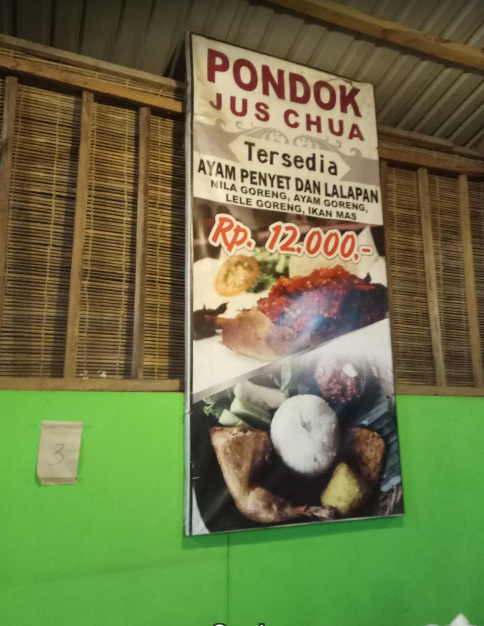 PONDOK
JUS CHUA
Tersedia
AYAM PENYET DAN LALAPAN
NILA GORENG, AYAM GORENG,
LELE GORENG, IKAN MAS
Rp. 12.000,-
3